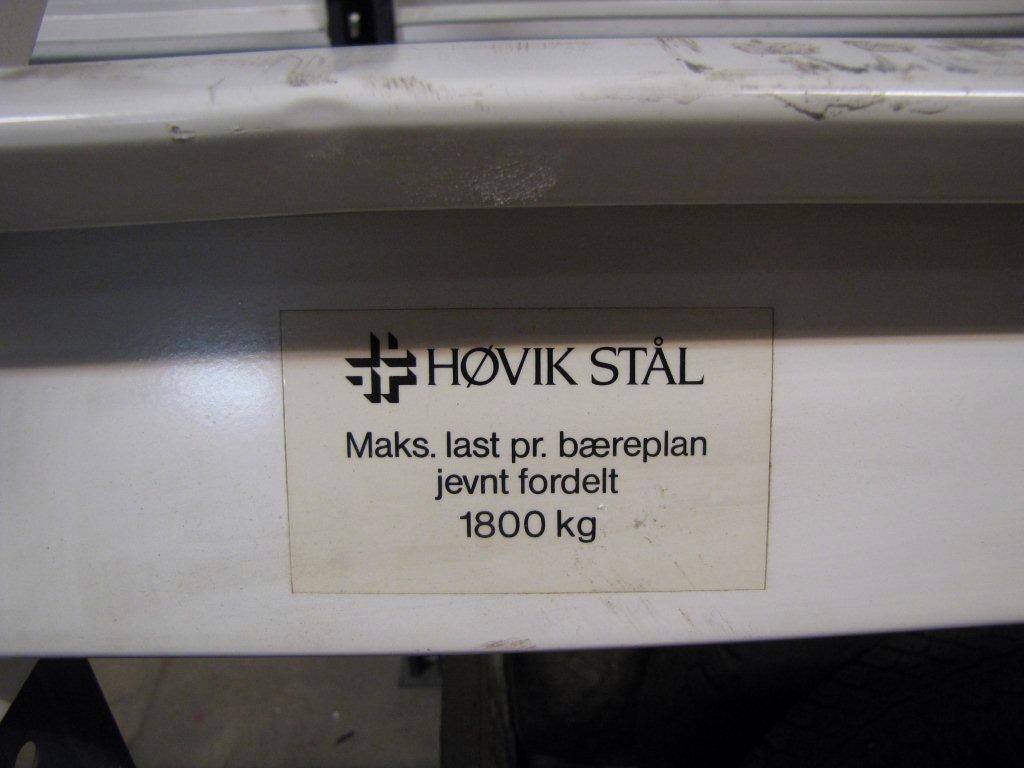 HØVIK STÅL
Maks. last pr. bæreplan
jevnt fordelt
1800 kg